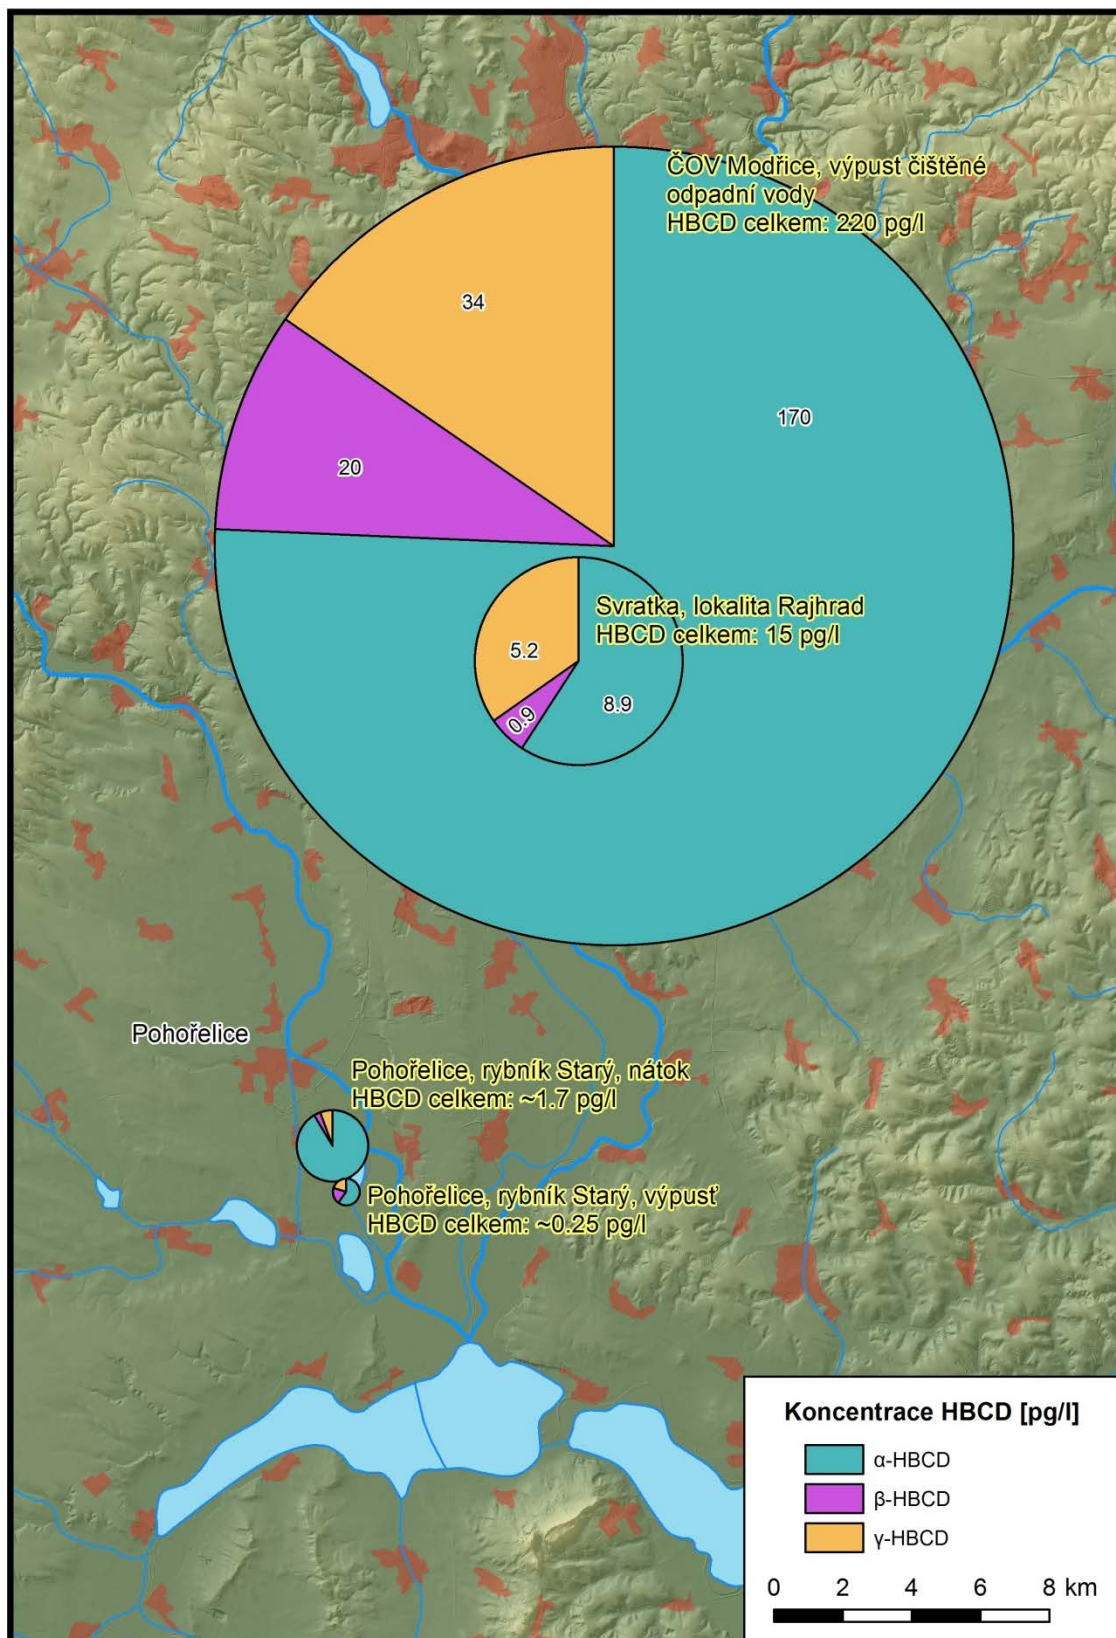 ČOV Modřice, výpust čištěné
odpadní vody
HBCD celkem: 220 pg/l
34
170
20
Svratka, lokalita Rajhrad
HBCD celkem: 15 pg/l
5.2
8.9
0.9
Pohořelice
Pohořelice, rybník Starý, nátok
HBCD celkem: ~1.7 pg/l
Pohořelice, rybník Starý, výpusť
HBCD celkem: ~0.25 pg/l
Koncentrace HBCD [pg/l]
α-HBCD
β-HBCD
γ-HBCD
0 2 4 6 8 km